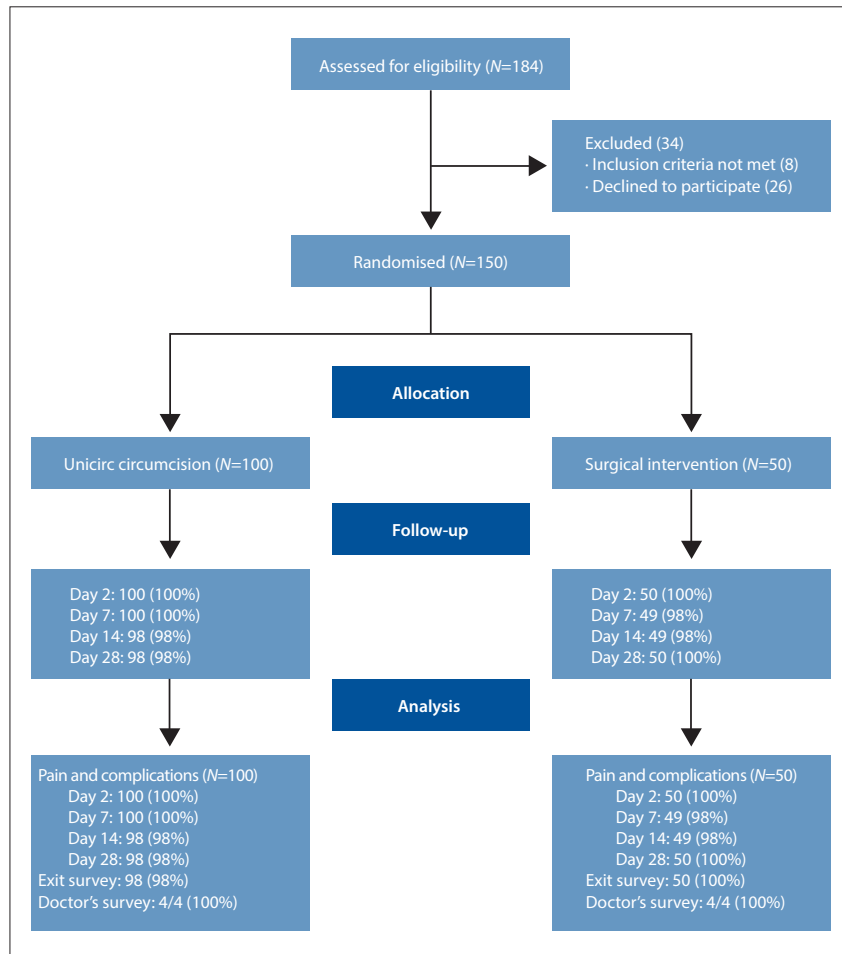 Assessed for eligibility (N=184)
Excluded (34)
· Inclusion criteria not met (8)
· Declined to participate (26)
Randomised (N=150)
Allocation
Unicirc circumcision (N=100)
Surgical intervention (N=50)
Follow-up
Day 2: 100 (100%)
Day 7: 100 (100%)
Day 14: 98 (98%)
Day 28: 98 (98%)
Day 2: 50 (100%)
Day 7: 49 (98%)
Day 14: 49 (98%)
Day 28: 50 (100%)
Analysis
Pain and complications (N=100)
Day 2: 100 (100%)
Day 7: 100 (100%)
Day 14: 98 (98%)
Day 28: 98 (98%)
Exit survey: 98 (98%)
Doctor's survey: 4/4 (100%)
Pain and complications (N=50)
Day 2: 50 (100%)
Day 7: 49 (98%)
Day 14: 49 (98%)
Day 28: 50 (100%)
Exit survey: 50 (100%)
Doctor's survey: 4/4 (100%)